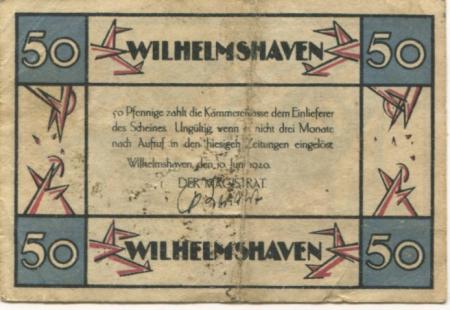 50 WILHELMSHAVEN 50
50 Pfennige zahlt die Kämmereikasse dem Einlieferer
des Scheines. Ungültig, wenn nicht drei Monate
nach Aufruf in den hiesigen Zeitungen eingelöst
Wilhelmshaven, den 10. Juni 1920.
DER MAGISTRAT
50 WILHELMSHAVEN 50